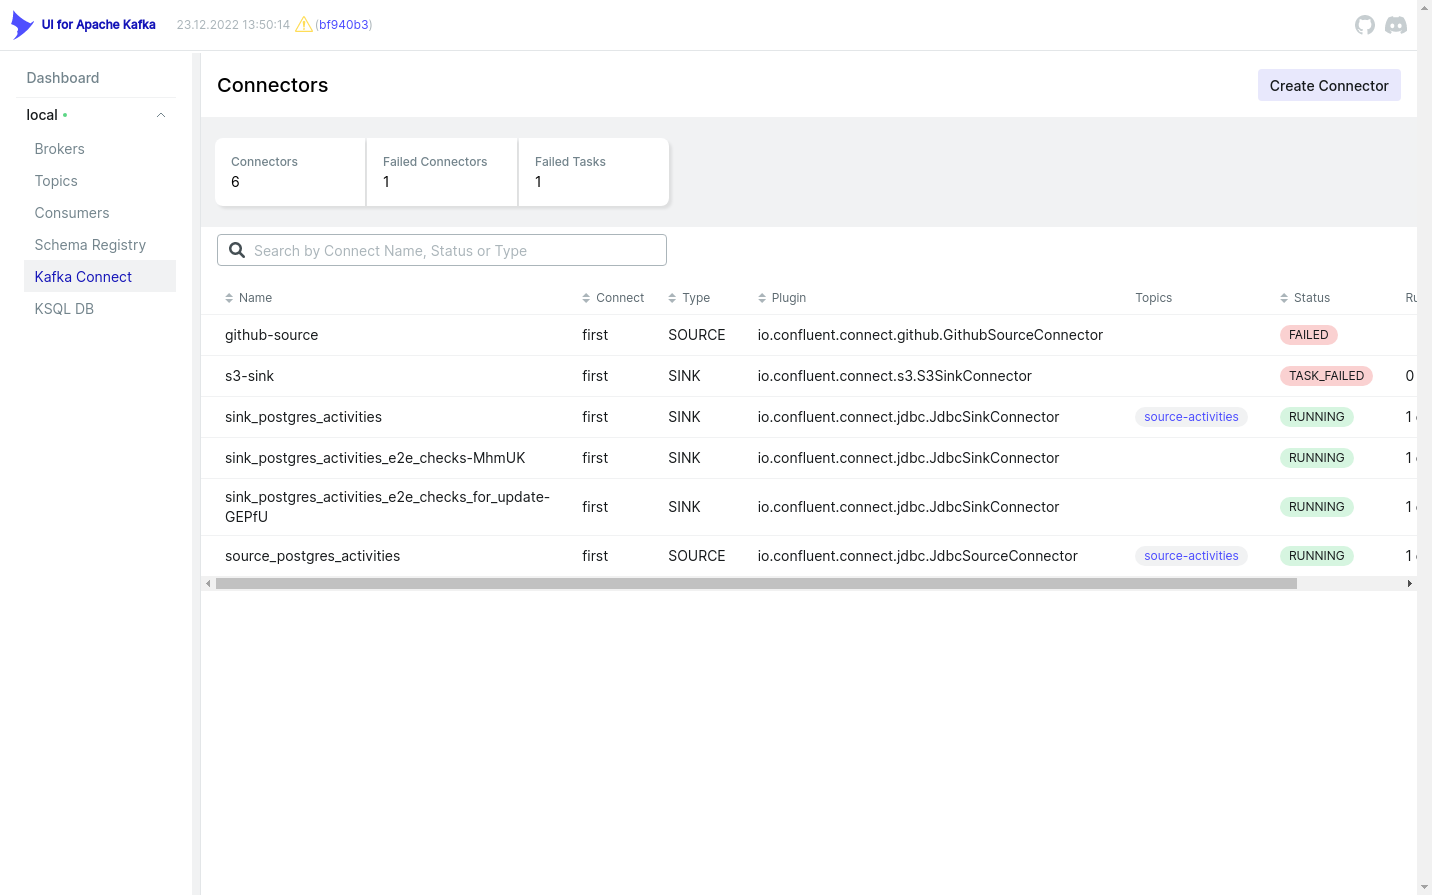 UI for Apache Kafka 23.12.2022 13:50:14 (bf940b3)
Dashboard
local
Brokers
Topics
Consumers
Schema Registry
Kafka Connect
KSQL DB
Connectors
Create Connector
Connectors Failed Connectors Failed Tasks
6 1 1
Search by Connect Name, Status or Type
Name Connect Type Plugin Topics Status
github-source first SOURCE io.confluent.connect.github.GithubSourceConnector FAILED
s3-sink first SINK io.confluent.connect.s3.S3SinkConnector TASK_FAILED 0
sink_postgres_activities first SINK io.confluent.connect.jdbc.JdbcSinkConnector source-activities RUNNING 1
sink_postgres_activities_e2e_checks-MhmUK first SINK io.confluent.connect.jdbc.JdbcSinkConnector RUNNING 1
sink_postgres_activities_e2e_checks_for_update-
GEPfU first SINK io.confluent.connect.jdbc.JdbcSinkConnector RUNNING 1
source_postgres_activities first SOURCE io.confluent.connect.jdbc.JdbcSourceConnector source-activities RUNNING 1